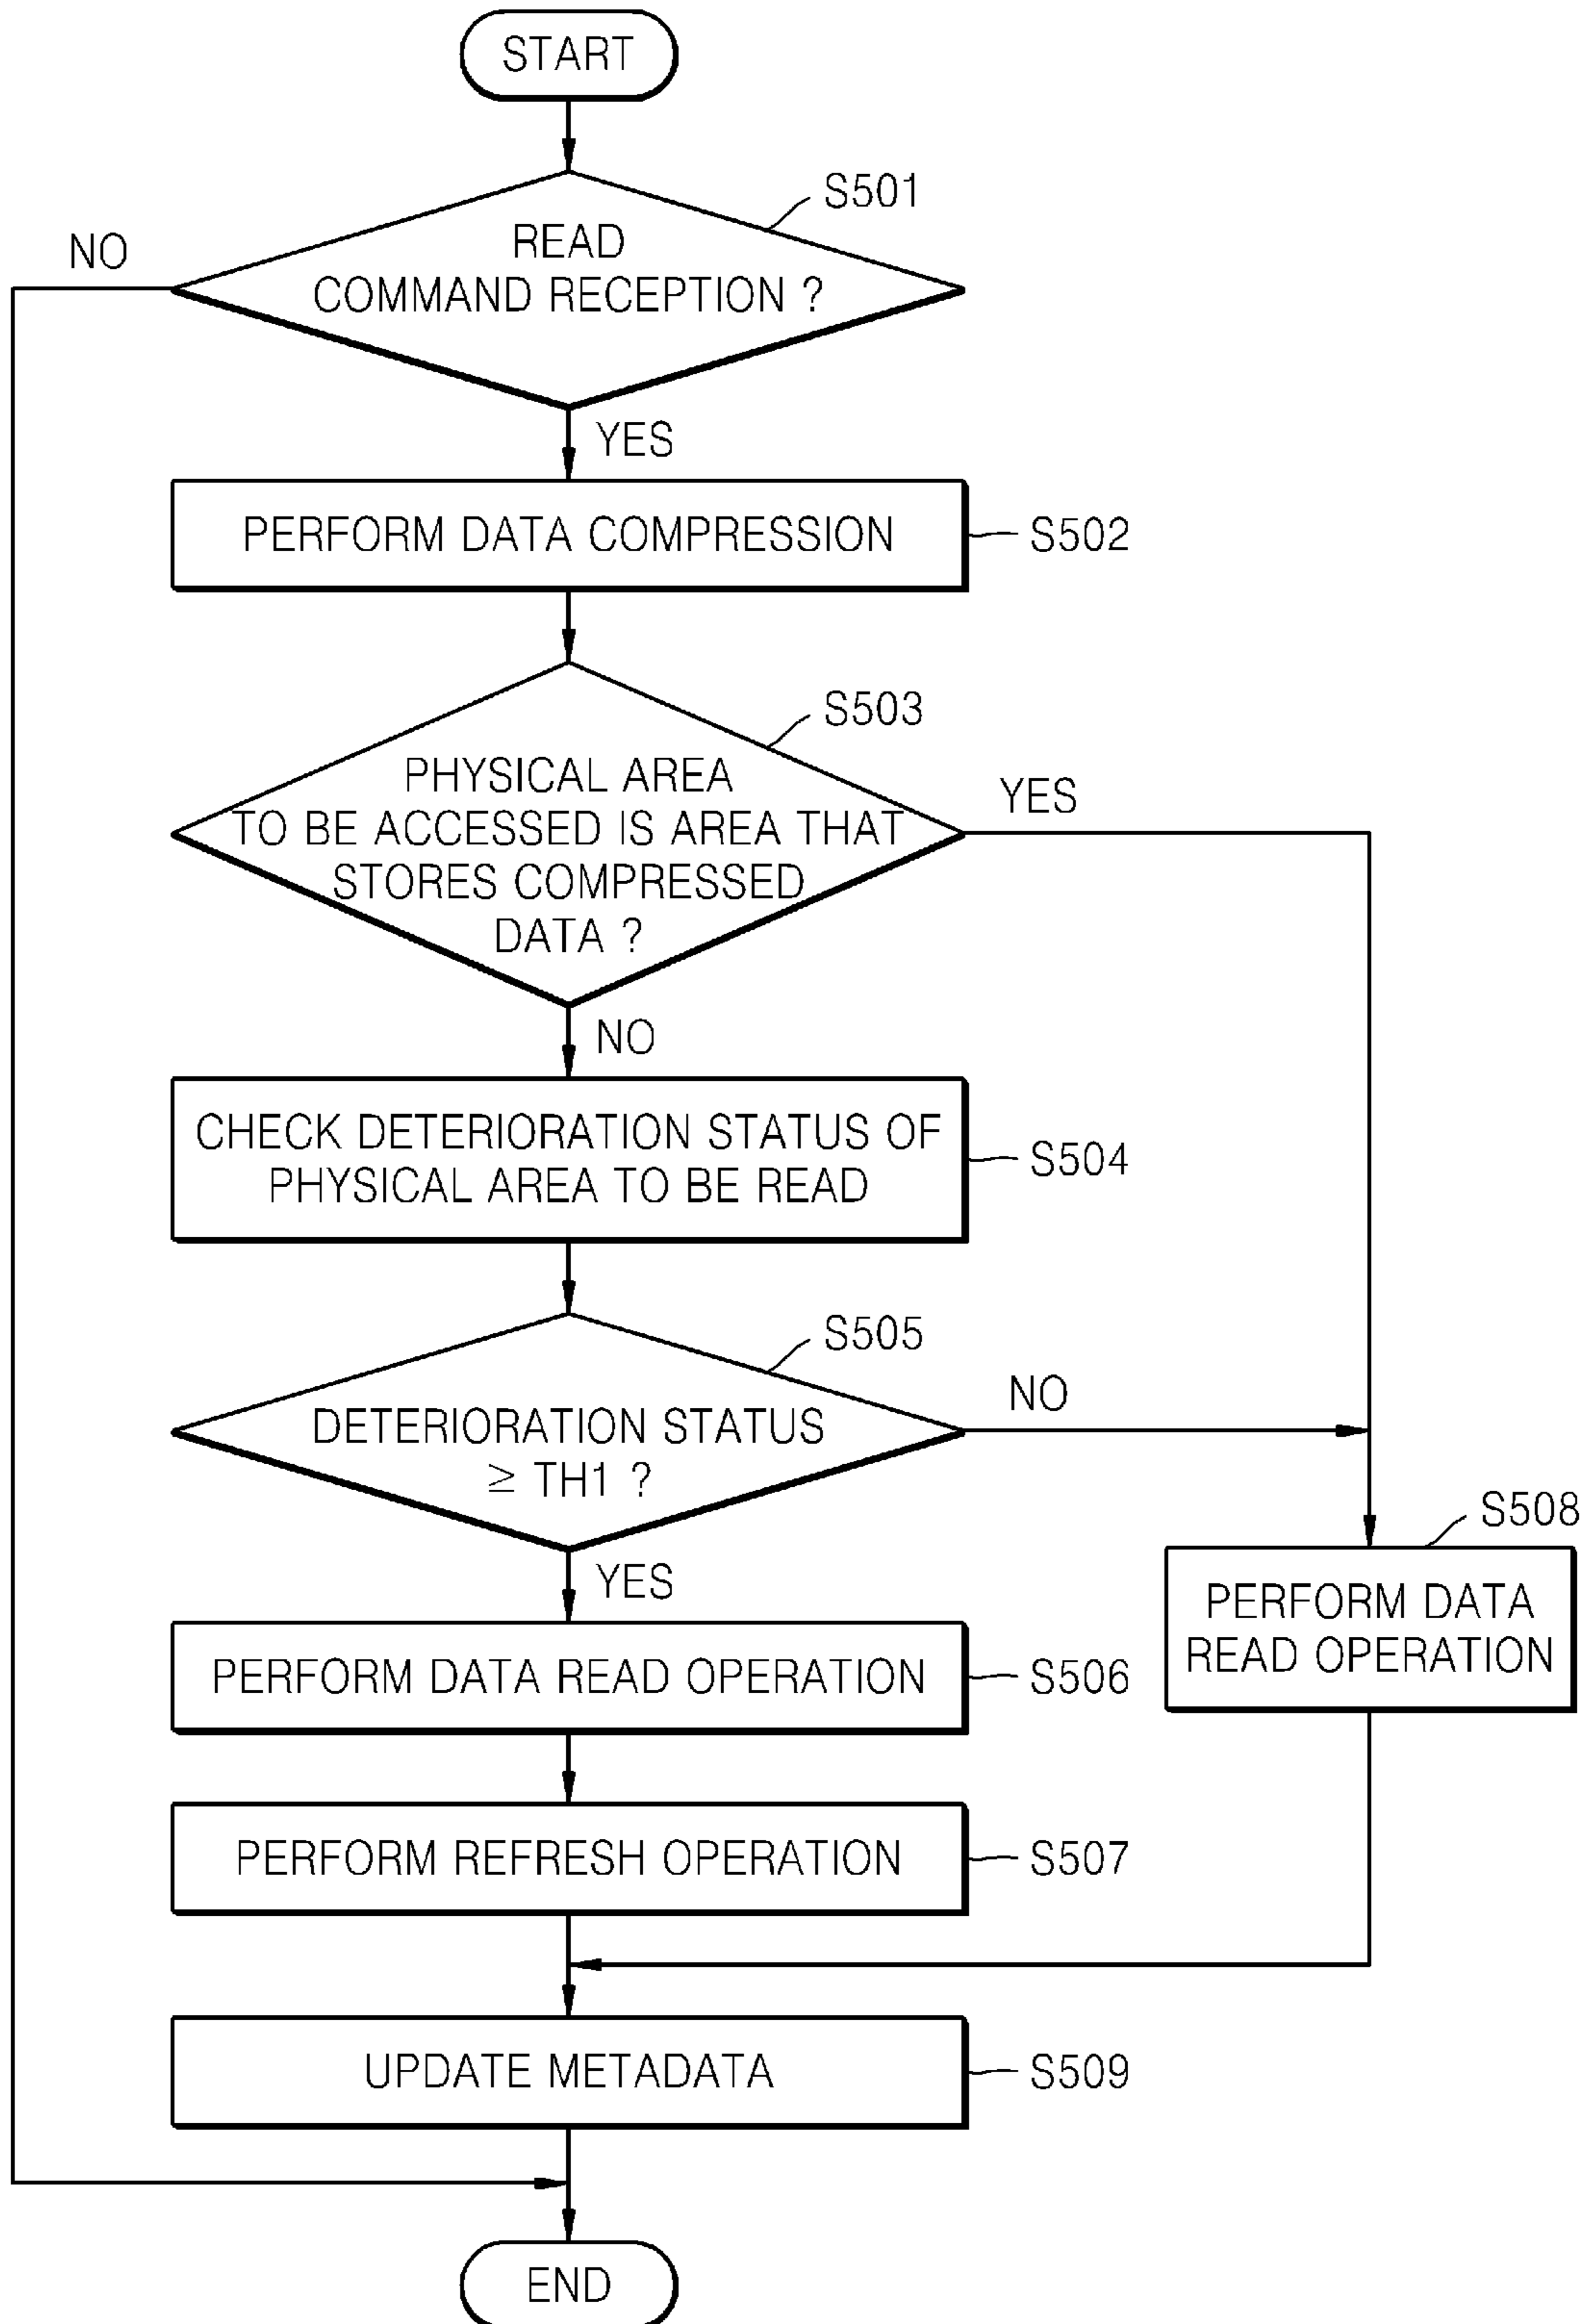 START
S501
NO
READ
COMMAND RECEPTION ?
YES
PERFORM DATA COMPRESSION
S502
S503
PHYSICAL AREA
TO BE ACCESSED IS AREA THAT
STORES COMPRESSED
DATA ?
YES
NO
CHECK DETERIORATION STATUS OF
PHYSICAL AREA TO BE READ
S504
S505
DETERIORATION STATUS
≥ TH1 ?
NO
S508
YES
PERFORM DATA
READ OPERATION
PERFORM DATA READ OPERATION
S506
PERFORM REFRESH OPERATION
S507
UPDATE METADATA
S509
END